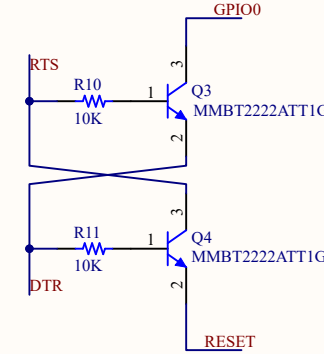 GPIO0
RTS
3
R10
1
Q3
10K
MMBT2222ATT1G
2
3
R11
1
Q4
10K
MMBT2222ATT1G
DTR
2
RESET